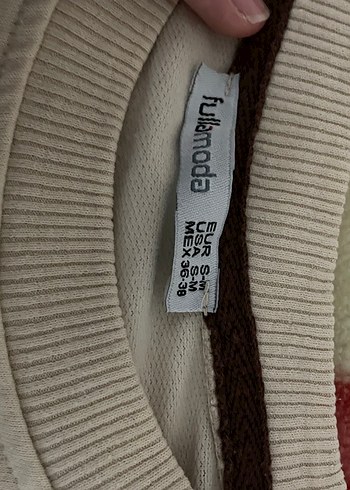 fullamoda
EUR S-M
USA S-M
MEX 36-38